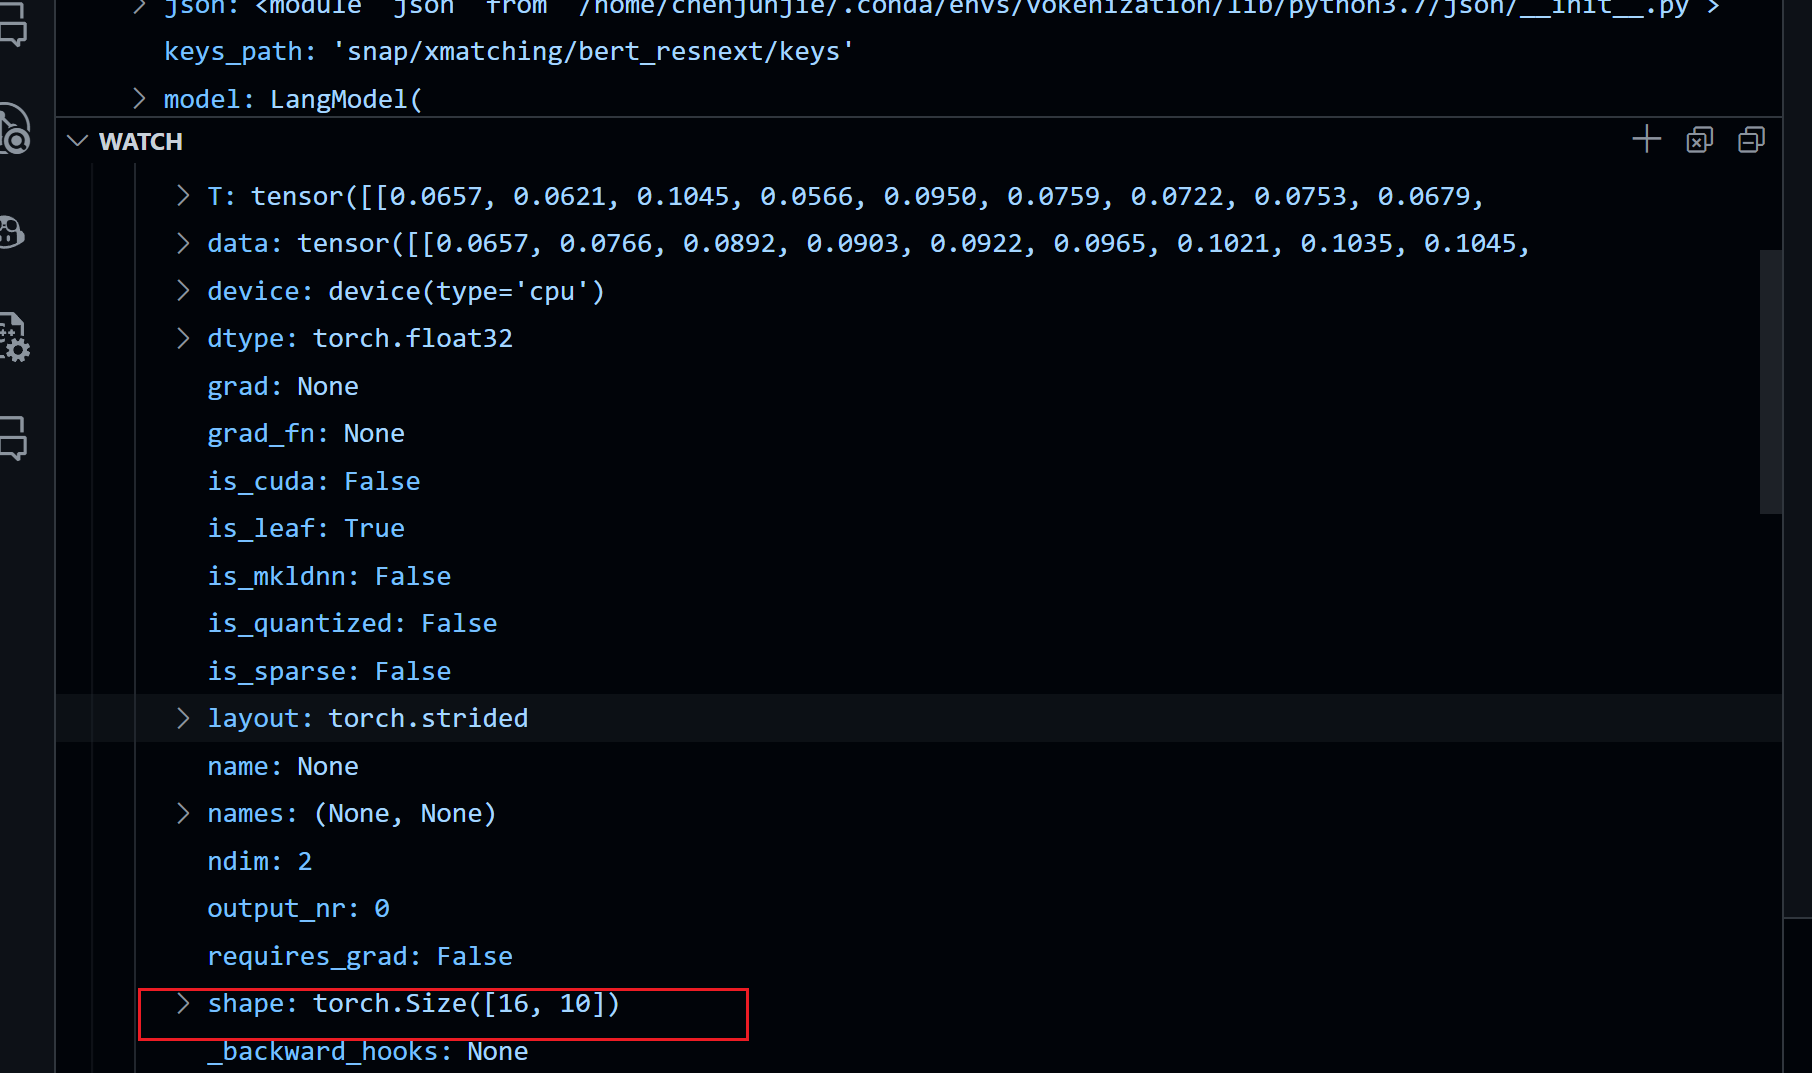 json: <module 'json' from '/home/chenjunjie/.conda/envs/vokenization/lib/python3.7/json/__init__.py'>
keys_path: 'snap/xmatching/bert_resnext/keys'
model: LangModel(
WATCH
T: tensor([[0.0657, 0.0621, 0.1045, 0.0566, 0.0950, 0.0759, 0.0722, 0.0753, 0.0679,
data: tensor([[0.0657, 0.0766, 0.0892, 0.0903, 0.0922, 0.0965, 0.1021, 0.1035, 0.1045,
device: device(type='cpu')
dtype: torch.float32
grad: None
grad_fn: None
is_cuda: False
is_leaf: True
is_mkldnn: False
is_quantized: False
is_sparse: False
layout: torch.strided
name: None
names: (None, None)
ndim: 2
output_nr: 0
requires_grad: False
shape: torch.Size([16, 10])
_backward_hooks: None